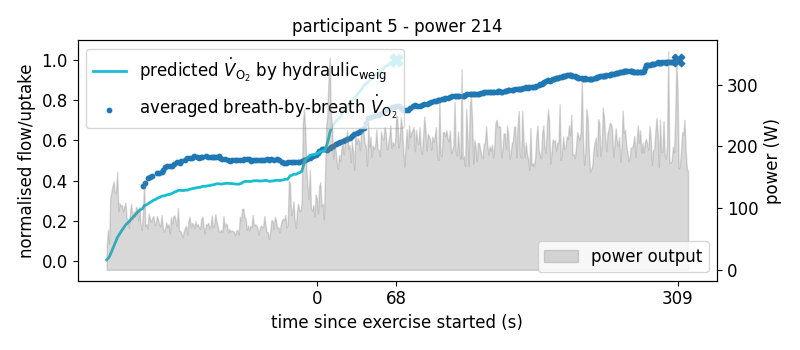 participant 5 - power 214
normalised flow/uptake
1.0
0.8
0.6
0.4
0.2
0.0
predicted V̇O₂ by hydraulic_weig
averaged breath-by-breath V̇O₂
300
200
100
0
power (W)
power output
0 68 309
time since exercise started (s)